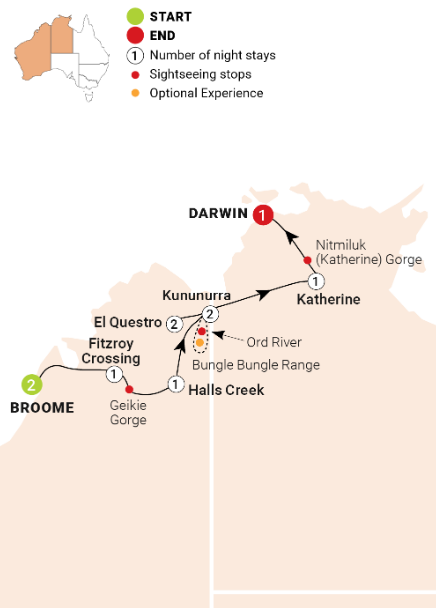 START
END
1 Number of night stays
Sightseeing stops
Optional Experience
DARWIN 1
Nitmiluk
(Katherine) Gorge
Kununurra
1
Katherine
El Questro 2
2
Fitzroy
Crossing
Ord River
Bungle Bungle Range
1
2
1 Halls Creek
BROOME
Geikie
Gorge